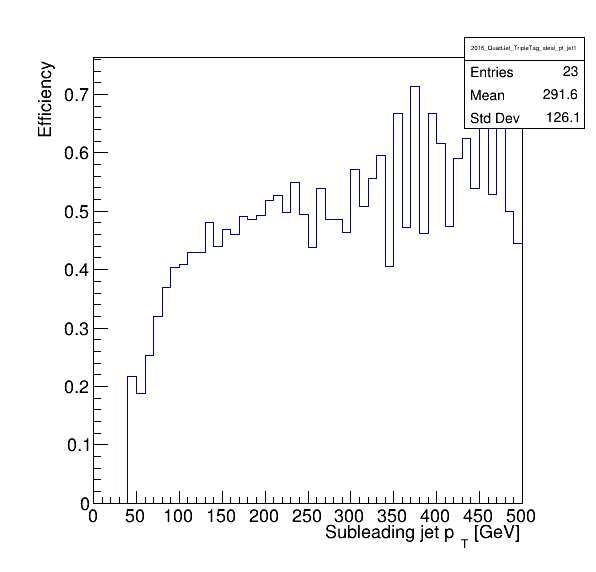 2016_QuadJet_TripleTag_ideal_pt_jet1
Entries 23
Mean 291.6
Std Dev 126.1
Efficiency
0.7
0.6
0.5
0.4
0.3
0.2
0.1
0
0 50 100 150 200 250 300 350 400 450 500
Subleading jet p T [GeV]